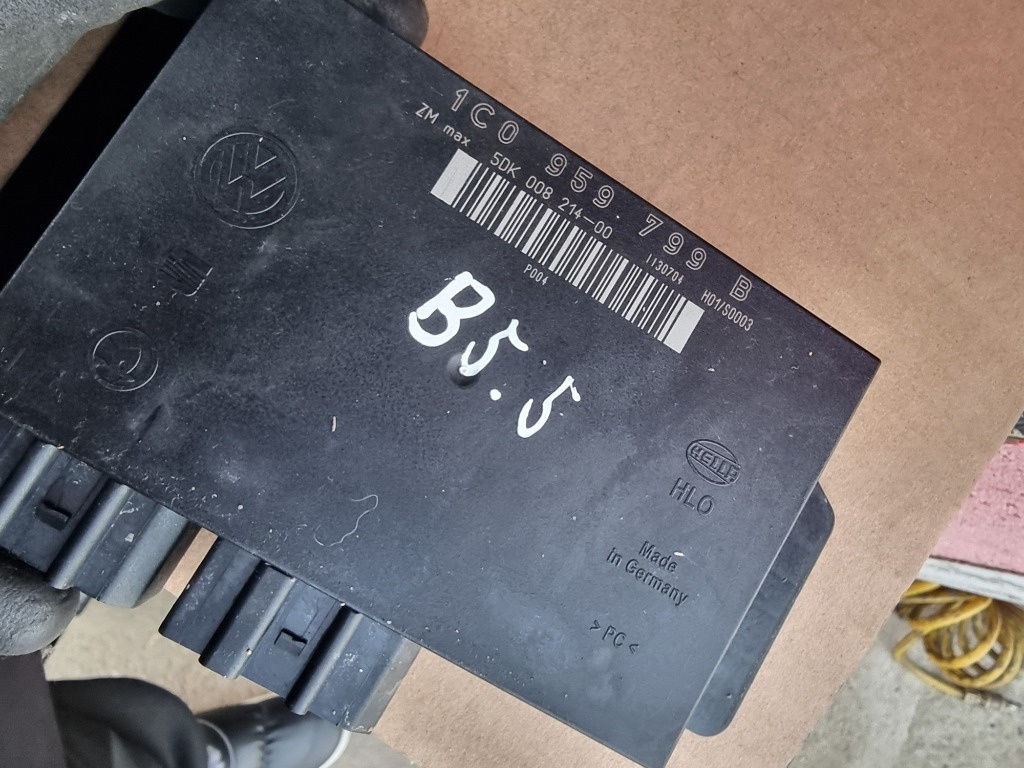 1C0 959 799 B
ZM max 5DK 008 214-00 1130704 H01/S0003
P004
B5.5
HELLA
HLO
Made
in Germany
>PC<